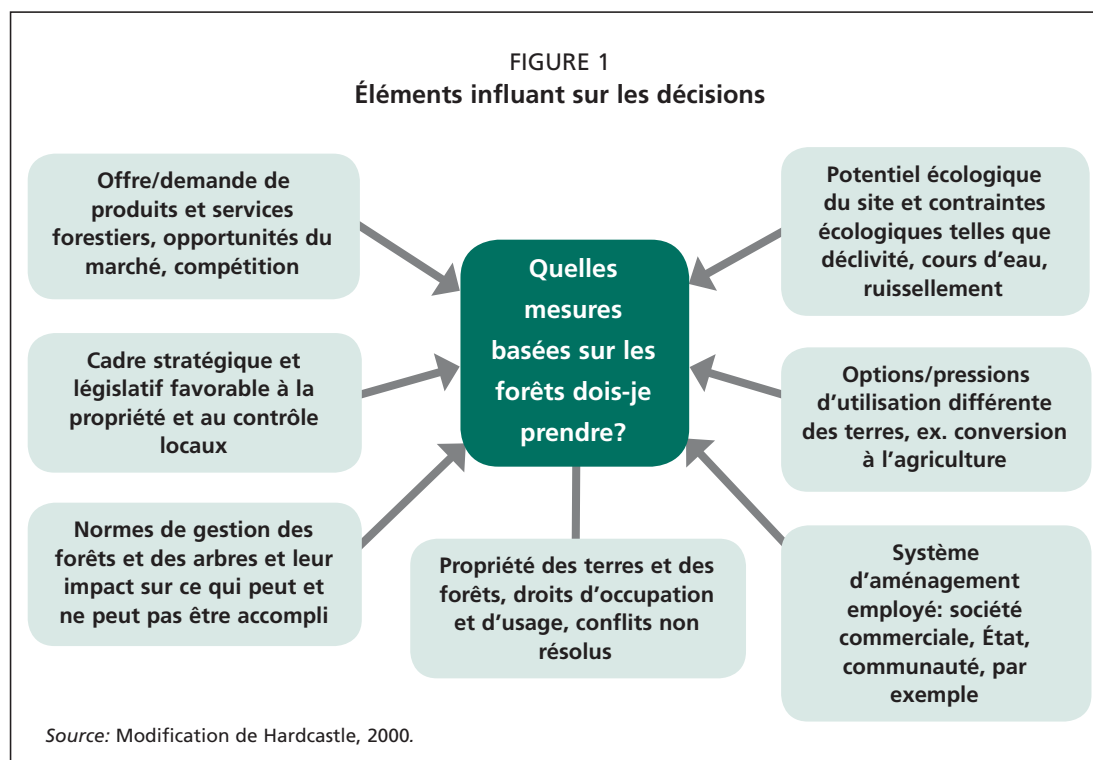 FIGURE 1
Éléments influant sur les décisions
Offre/demande de
produits et services
forestiers, opportunités du
marché, compétition
Cadre stratégique et
législatif favorable à la
propriété et au contrôle
locaux
Normes de gestion des
forêts et des arbres et leur
impact sur ce qui peut et
ne peut pas être accompli
Quelles
mesures
basées sur les
forêts dois-je
prendre?
Propriété des terres et des
forêts, droits d'occupation
et d'usage, conflits non
résolus
Potentiel écologique
du site et contraintes
écologiques telles que
déclivité, cours d'eau,
ruissellement
Options/pressions
d'utilisation différente
des terres, ex. conversion
à l'agriculture
Système
d'aménagement
employé: société
commerciale, État,
communauté, par
exemple
Source: Modification de Hardcastle, 2000.